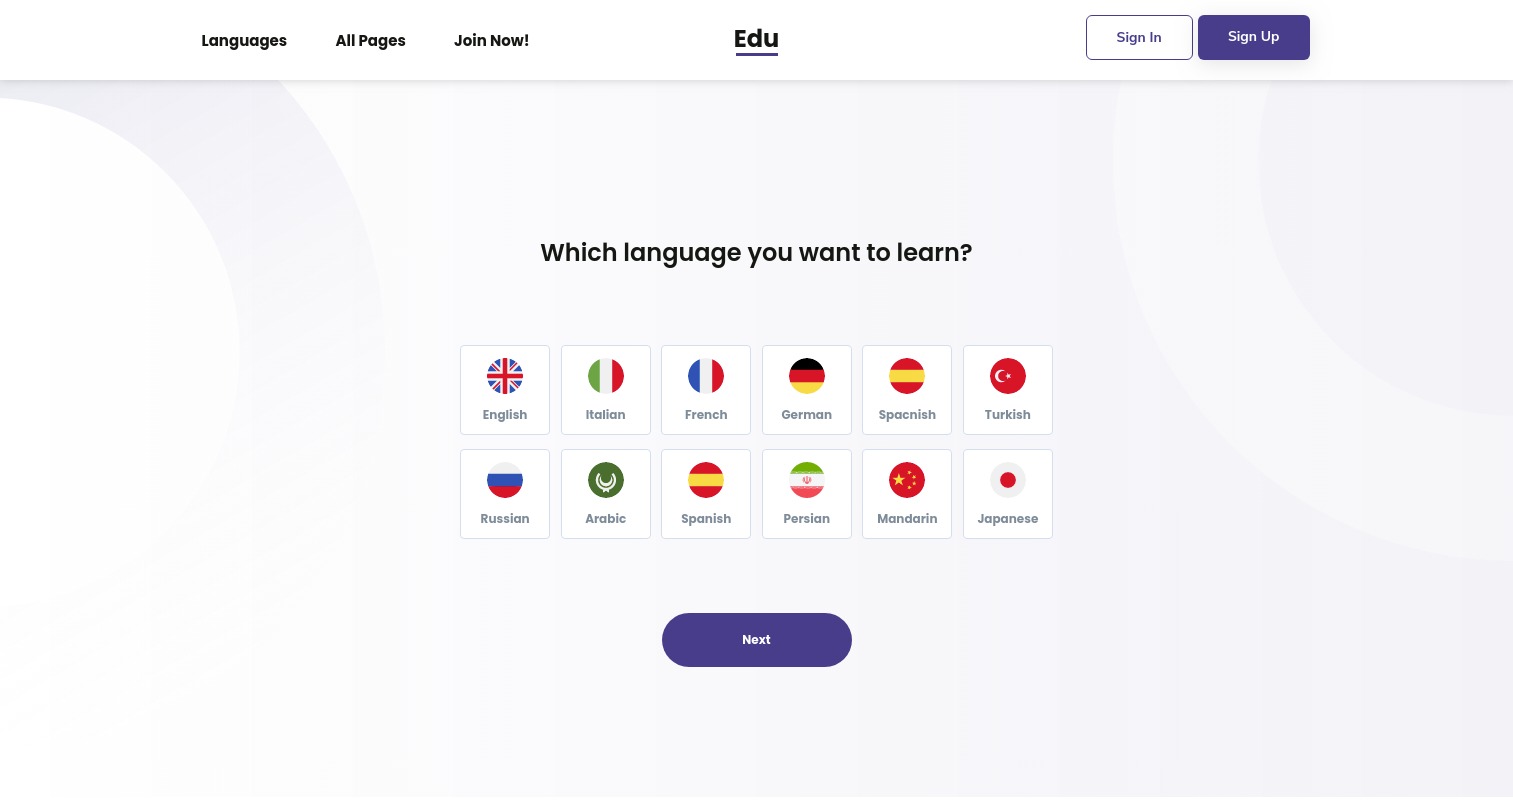 Languages All Pages Join Now! Edu Sign In Sign Up
Which language you want to learn?
English Italian French German Spacnish Turkish
Russian Arabic Spanish Persian Mandarin Japanese
Next